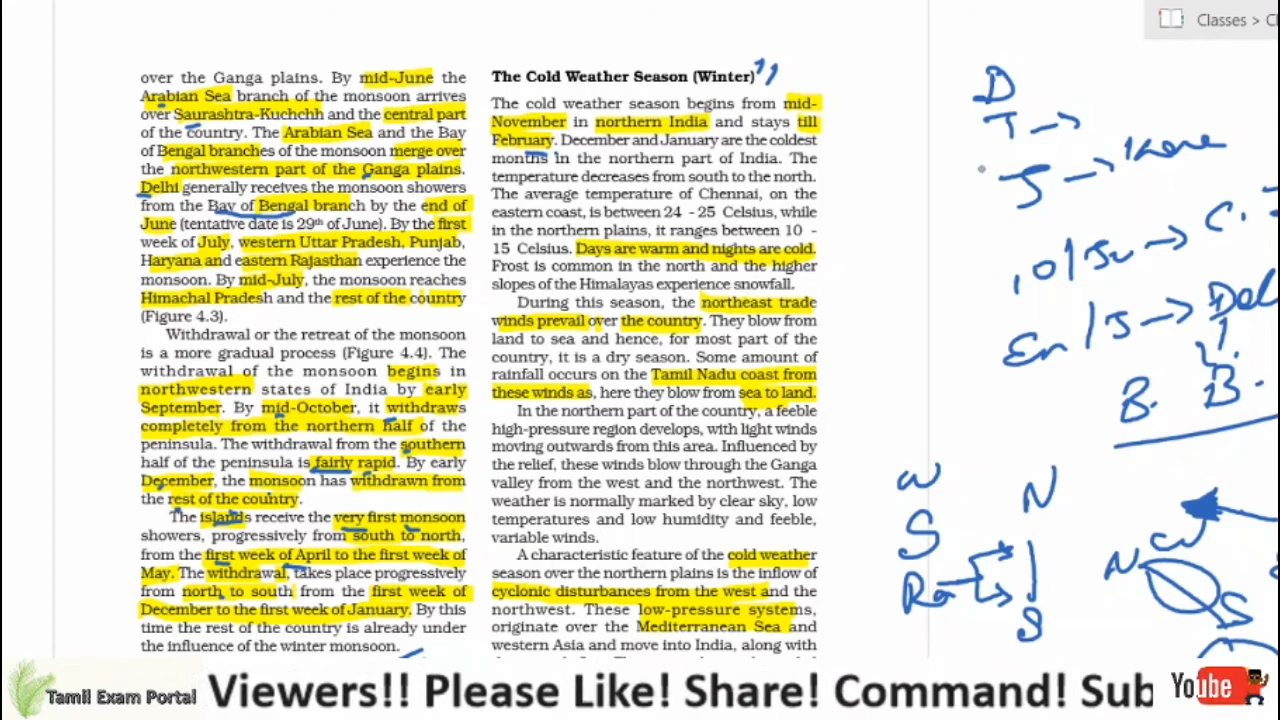 Classes > C
over the Ganga plains. By mid-June the
Arabian Sea branch of the monsoon arrives
over Saurashtra-Kuchchh and the central part
of the country. The Arabian Sea and the Bay
of Bengal branches of the monsoon merge over
the northwestern part of the Ganga plains.
Delhi generally receives the monsoon showers
from the Bay of Bengal branch by the end of
June (tentative date is 29th of June). By the first
week of July, western Uttar Pradesh, Punjab,
Haryana and eastern Rajasthan experience the
monsoon. By mid-July, the monsoon reaches
Himachal Pradesh and the rest of the country
(Figure 4.3).
Withdrawal or the retreat of the monsoon
is a more gradual process (Figure 4.4). The
withdrawal of the monsoon begins in
northwestern states of India by early
September. By mid-October, it withdraws
completely from the northern half of the
peninsula. The withdrawal from the southern
half of the peninsula is fairly rapid. By early
December, the monsoon has withdrawn from
the rest of the country.
The islands receive the very first monsoon
showers, progressively from south to north,
from the first week of April to the first week of
May. The withdrawal, takes place progressively
from north to south from the first week of
December to the first week of January. By this
time the rest of the country is already under
the influence of the winter monsoon.
The Cold Weather Season (Winter)
The cold weather season begins from mid-
November in northern India and stays till
February. December and January are the coldest
months in the northern part of India. The
temperature decreases from south to the north.
The average temperature of Chennai, on the
eastern coast, is between 24 - 25 Celsius, while
in the northern plains, it ranges between 10 -
15 Celsius. Days are warm and nights are cold.
Frost is common in the north and the higher
slopes of the Himalayas experience snowfall.
During this season, the northeast trade
winds prevail over the country. They blow from
land to sea and hence, for most part of the
country, it is a dry season. Some amount of
rainfall occurs on the Tamil Nadu coast from
these winds as, here they blow from sea to land.
In the northern part of the country, a feeble
high-pressure region develops, with light winds
moving outwards from this area. Influenced by
the relief, these winds blow through the Ganga
valley from the west and the northwest. The
weather is normally marked by clear sky, low
temperatures and low humidity and feeble,
variable winds.
A characteristic feature of the cold weather
season over the northern plains is the inflow of
cyclonic disturbances from the west and the
northwest. These low-pressure systems,
originate over the Mediterranean Sea and
western Asia and move into India, along with
D
T →
J →
→ C.
→ Del
B. B.
W N
S
S
N W
S
Tamil Exam Portal
Viewers!! Please Like! Share! Command! Sub
Yoube